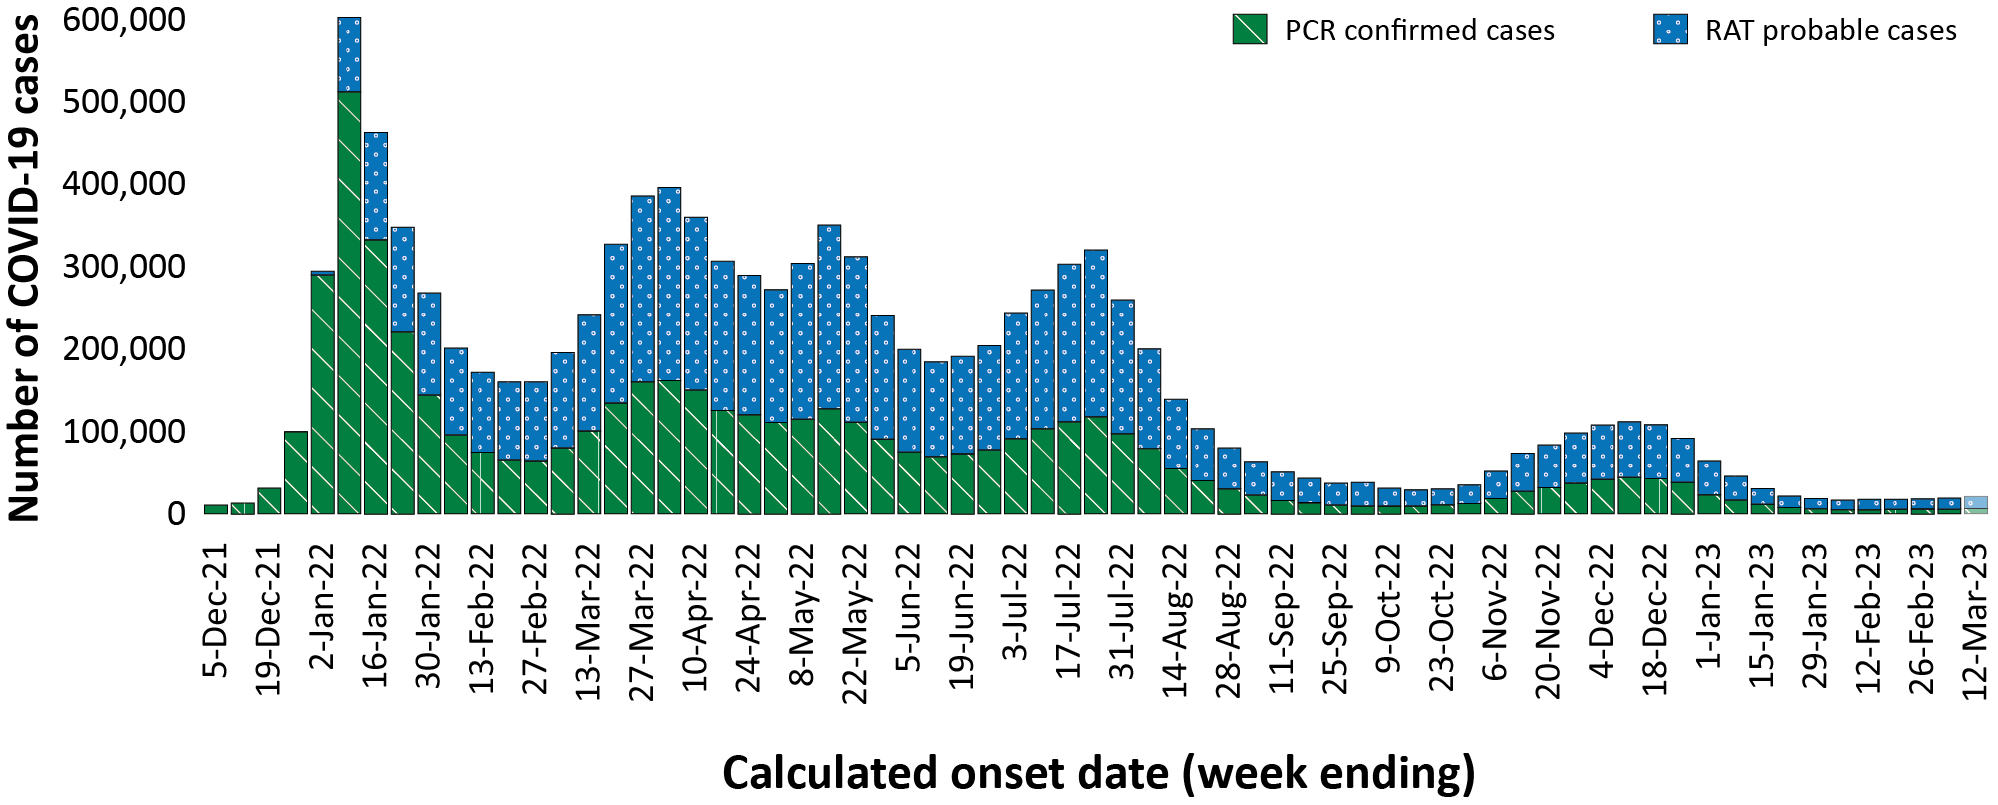 Number of COVID-19 cases
600,000
500,000
400,000
300,000
200,000
100,000
0
PCR confirmed cases
RAT probable cases
5-Dec-21
19-Dec-21
2-Jan-22
16-Jan-22
30-Jan-22
13-Feb-22
27-Feb-22
13-Mar-22
27-Mar-22
10-Apr-22
24-Apr-22
8-May-22
22-May-22
5-Jun-22
19-Jun-22
3-Jul-22
17-Jul-22
31-Jul-22
14-Aug-22
28-Aug-22
11-Sep-22
25-Sep-22
9-Oct-22
23-Oct-22
6-Nov-22
20-Nov-22
4-Dec-22
18-Dec-22
1-Jan-23
15-Jan-23
29-Jan-23
12-Feb-23
26-Feb-23
12-Mar-23
Calculated onset date (week ending)